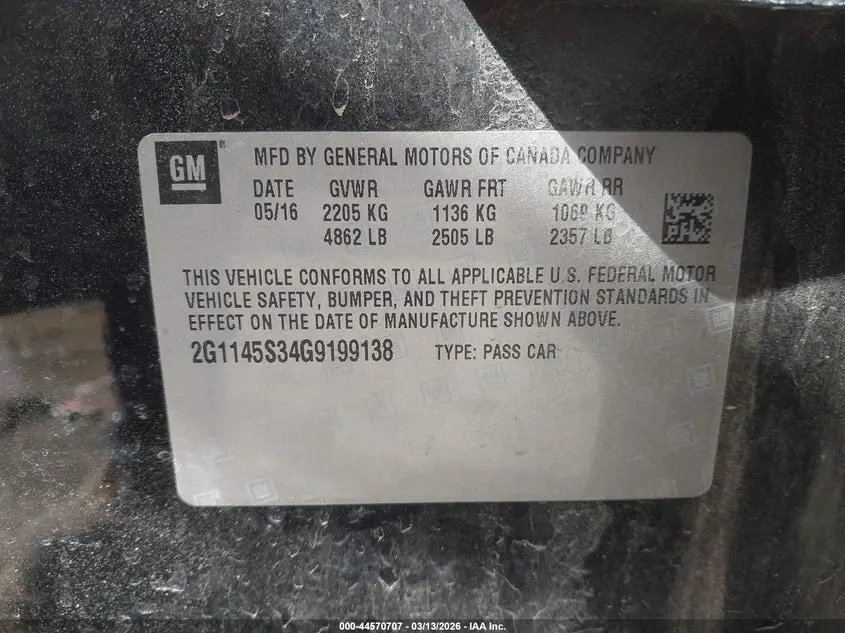 GM
MFD BY GENERAL MOTORS OF CANADA COMPANY
DATE GVWR GAWR FRT GAWR RR
05/16 2205 KG 1136 KG 1069 KG
4862 LB 2505 LB 2357 LB
THIS VEHICLE CONFORMS TO ALL APPLICABLE U.S. FEDERAL MOTOR
VEHICLE SAFETY, BUMPER, AND THEFT PREVENTION STANDARDS IN
EFFECT ON THE DATE OF MANUFACTURE SHOWN ABOVE.
2G1145S34G9199138 TYPE: PASS CAR
000-44570707 — 03/13/2026 — IAA Inc.